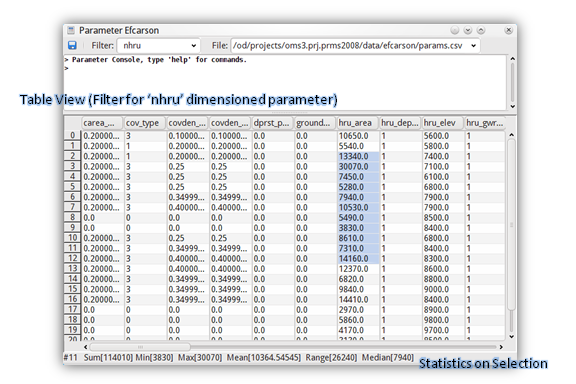 Parameter Efcarson
Filter: nhru File: /od/projects/oms3.prj.prms2008/data/efcarson/params.csv
> Parameter Console, type 'help' for commands.
>
Table View (Filter for ‘nhru’ dimensioned parameter)
carea_... cov_type covden_... covden_... dprst_p... ground... hru_area hru_dep... hru_elev hru_gwr...
0 0.20000... 3 0.10000... 0.10000... 0.0 0.0 10650.0 1 5600.0 1
1 0.20000... 1 0.20000... 0.20000... 0.0 0.0 5540.0 1 5800.0 1
2 0.20000... 1 0.20000... 0.20000... 0.0 0.0 13340.0 1 7400.0 1
3 0.20000... 3 0.25 0.25 0.0 0.0 30070.0 1 7100.0 1
4 0.20000... 3 0.25 0.25 0.0 0.0 7450.0 1 6100.0 1
5 0.20000... 3 0.25 0.25 0.0 0.0 5280.0 1 6800.0 1
6 0.20000... 3 0.34999... 0.34999... 0.0 0.0 7940.0 1 7900.0 1
7 0.20000... 3 0.40000... 0.40000... 0.0 0.0 10530.0 1 7900.0 1
8 0.0 0 0.0 0.0 0.0 0.0 5490.0 1 8500.0 1
9 0.0 0 0.0 0.0 0.0 0.0 3830.0 1 8400.0 1
10 0.20000... 3 0.25 0.25 0.0 0.0 8610.0 1 6800.0 1
11 0.20000... 3 0.34999... 0.34999... 0.0 0.0 7310.0 1 8400.0 1
12 0.20000... 3 0.40000... 0.40000... 0.0 0.0 14160.0 1 8300.0 1
13 0.20000... 3 0.40000... 0.40000... 0.0 0.0 12370.0 1 8600.0 1
14 0.20000... 3 0.34999... 0.34999... 0.0 0.0 6820.0 1 8800.0 1
15 0.20000... 3 0.34999... 0.34999... 0.0 0.0 9840.0 1 9000.0 1
16 0.20000... 3 0.34999... 0.34999... 0.0 0.0 14410.0 1 8400.0 1
17 0.0 0 0.0 0.0 0.0 0.0 2970.0 1 9000.0 1
18 0.0 0 0.0 0.0 0.0 0.0 5860.0 1 9800.0 1
19 0.0 0 0.0 0.0 0.0 0.0 4170.0 1 9700.0 1
#11 Sum[114010] Min[3830] Max[30070] Mean[10364.54545] Range[26240] Median[7940]
Statistics on Selection